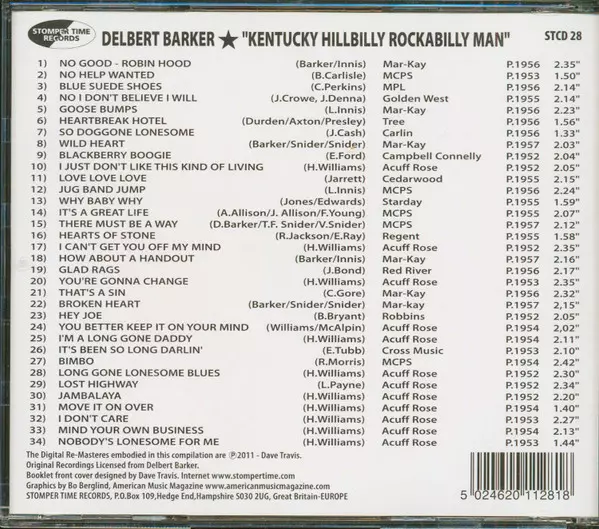 STOMPER TIME RECORDS
DELBERT BARKER ★ "KENTUCKY HILLBILLY ROCKABILLY MAN" STCD 28
1) NO GOOD - ROBIN HOOD (Barker/Innis) Mar-Kay P.1956 2.35"
2) NO HELP WANTED (B.Carlisle) MCPS P.1953 1.50"
3) BLUE SUEDE SHOES (C.Perkins) MPL P.1956 2.14"
4) NO I DON'T BELIEVE I WILL (J.Crowe, J.Denna) Golden West P.1955 2.14"
5) GOOSE BUMPS (L.Innis) Mar-Kay P.1956 2.23"
6) HEARTBREAK HOTEL (Durden/Axton/Presley) Tree P.1956 1.56"
7) SO DOGGONE LONESOME (J.Cash) Carlin P.1956 1.33"
8) WILD HEART (Barker/Snider/Snider) Mar-Kay P.1957 2.03"
9) BLACKBERRY BOOGIE (E.Ford) Campbell Connelly P.1952 2.04"
10) I JUST DON'T LIKE THIS KIND OF LIVING (H.Williams) Acuff Rose P.1952 2.05"
11) LOVE LOVE LOVE (Jarrett) Cedarwood P.1955 2.15"
12) JUG BAND JUMP (L.Innis) MCPS P.1956 2.24"
13) WHY BABY WHY (Jones/Edwards) Starday P.1955 1.59"
14) IT'S A GREAT LIFE (A.Allison/J. Allison/F.Young) MCPS P.1955 2.07"
15) THERE MUST BE A WAY (D.Barker/T.F. Snider/V.Snider) MCPS P.1957 2.12"
16) HEARTS OF STONE (R.Jackson/E.Ray) Regent P.1955 1.58"
17) I CAN'T GET YOU OFF MY MIND (H.Williams) Acuff Rose P.1952 2.35"
18) HOW ABOUT A HANDOUT (Barker/Innis) Mar-Kay P.1957 2.16"
19) GLAD RAGS (J.Bond) Red River P.1956 2.17"
20) YOU'RE GONNA CHANGE (H.Williams) Acuff Rose P.1953 2.35"
21) THAT'S A SIN (C.Gore) Mar-Kay P.1956 2.32"
22) BROKEN HEART (Barker/Snider/Snider) Mar-Kay P.1957 2,15"
23) HEY JOE (B.Bryant) Robbins P.1952 2.05"
24) YOU BETTER KEEP IT ON YOUR MIND (Williams/McAlpin) Acuff Rose P.1954 2,02"
25) I'M A LONG GONE DADDY (H.Williams) Acuff Rose P.1954 2.11"
26) IT'S BEEN SO LONG DARLIN' (E.Tubb) Cross Music P.1953 2.10"
27) BIMBO (R.Morris) MCPS P.1954 2.42"
28) LONG GONE LONESOME BLUES (H.Williams) Acuff Rose P.1952 2.30"
29) LOST HIGHWAY (L.Payne) Acuff Rose P.1952 2.34"
30) JAMBALAYA (H.Williams) Acuff Rose P.1952 2.20"
31) MOVE IT ON OVER (H.Williams) Acuff Rose P.1954 1.40"
32) I DON'T CARE (H.Williams) Acuff Rose P.1953 2.27"
33) MIND YOUR OWN BUSINESS (H.Williams) Acuff Rose P.1954 2.13"
34) NOBODY'S LONESOME FOR ME (H.Williams) Acuff Rose P.1953 1.44"
The Digital Re-Masteres embodied in this compilation are ℗2011 - Dave Travis.
Original Recordings Licensed from Delbert Barker.
Booklet front cover designed by Dave Travis. Internet www.stompertime.com
Graphics by Bo Berglind, American Music Magazine www.americanmusicmagazine.com
STOMPER TIME RECORDS, P.O.Box 109,Hedge End,Hampshire S030 2UG, Great Britain-EUROPE
5 024620 112818